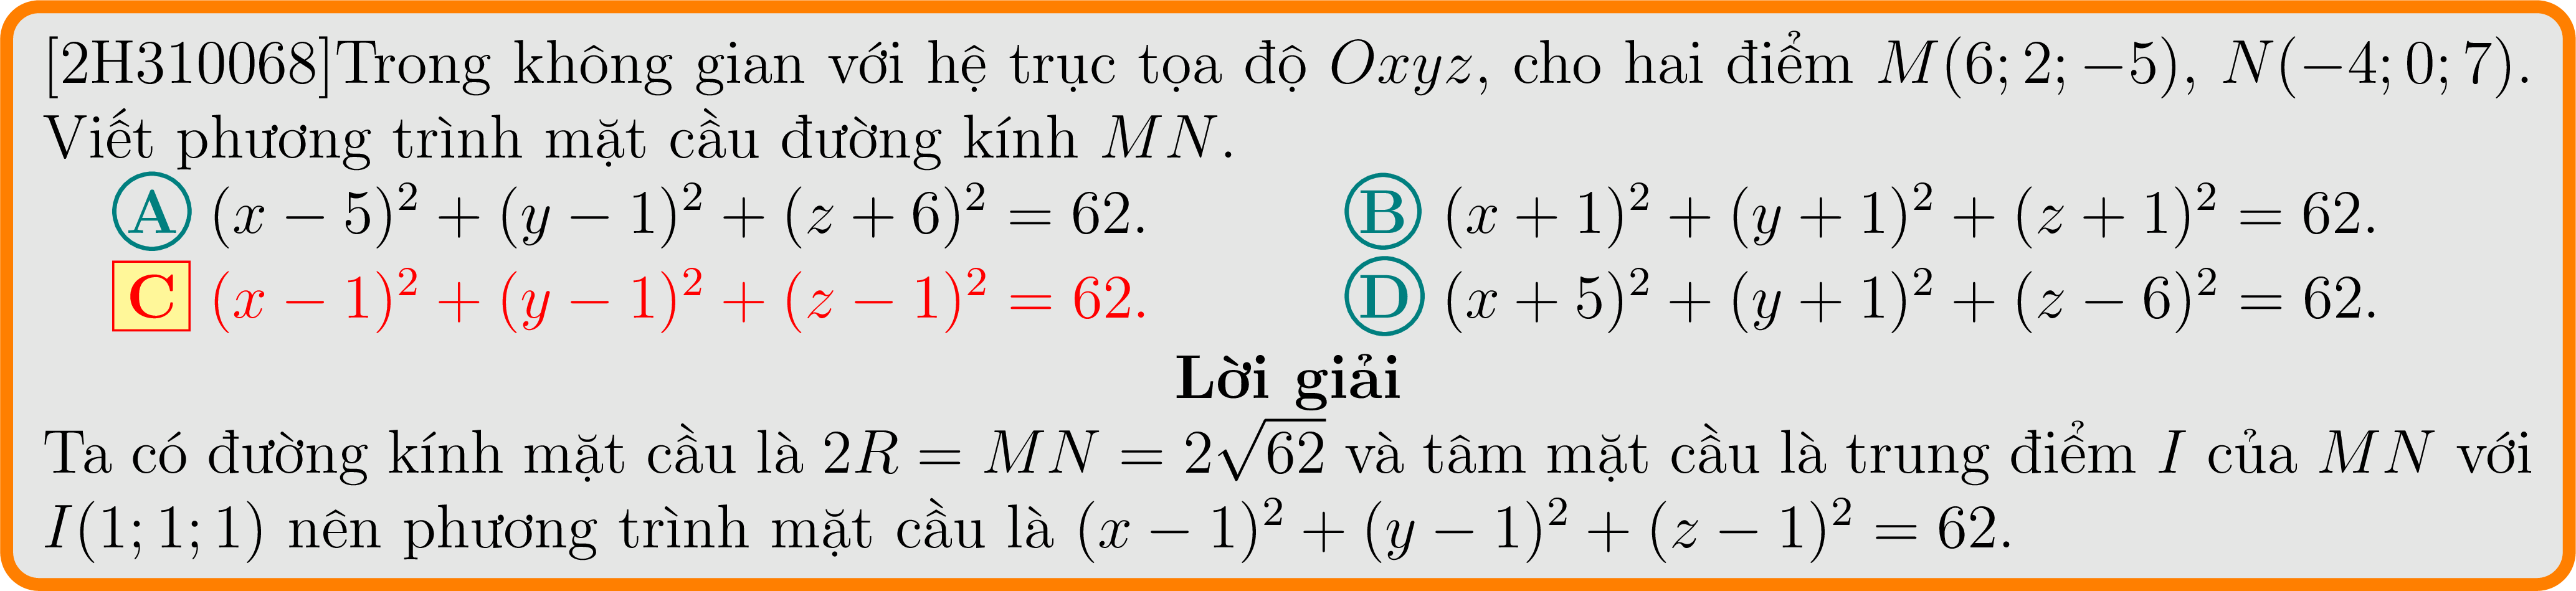 [2H310068]Trong không gian với hệ trục tọa độ Oxyz, cho hai điểm M(6; 2; −5), N(−4; 0; 7).
Viết phương trình mặt cầu đường kính MN.
A (x − 5)² + (y − 1)² + (z + 6)² = 62. B (x + 1)² + (y + 1)² + (z + 1)² = 62.
C (x − 1)² + (y − 1)² + (z − 1)² = 62. D (x + 5)² + (y + 1)² + (z − 6)² = 62.
Lời giải
Ta có đường kính mặt cầu là 2R = MN = 2√62 và tâm mặt cầu là trung điểm I của MN với
I(1; 1; 1) nên phương trình mặt cầu là (x − 1)² + (y − 1)² + (z − 1)² = 62.